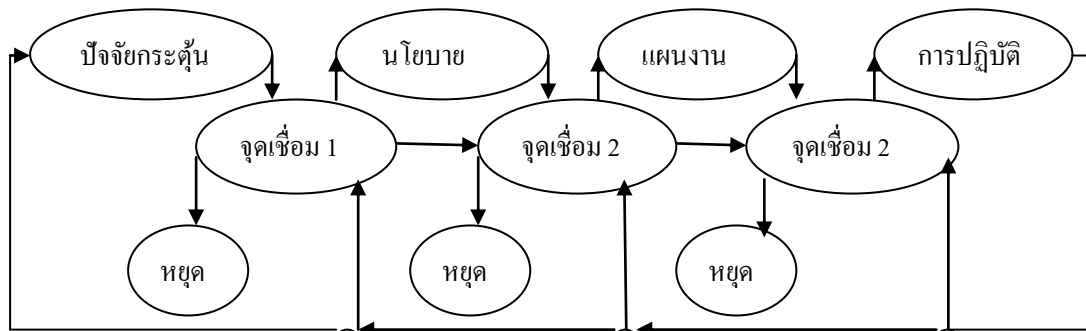 ปัจจัยกระตุ้น นโยบาย แผนงาน การปฏิบัติ
จุดเชื่อม 1 จุดเชื่อม 2 จุดเชื่อม 2
หยุด หยุด หยุด